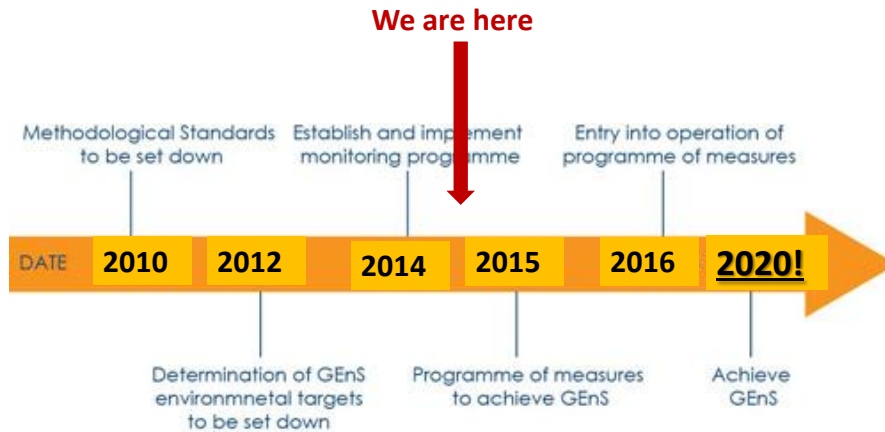 We are here
Methodological Standards
to be set down
Establish and implement
monitoring programme
Entry into operation of
programme of measures
DATE 2010 2012 2014 2015 2016 2020!
Determination of GEnS
environmnetal targets
to be set down
Programme of measures
to achieve GEnS
Achieve
GEnS